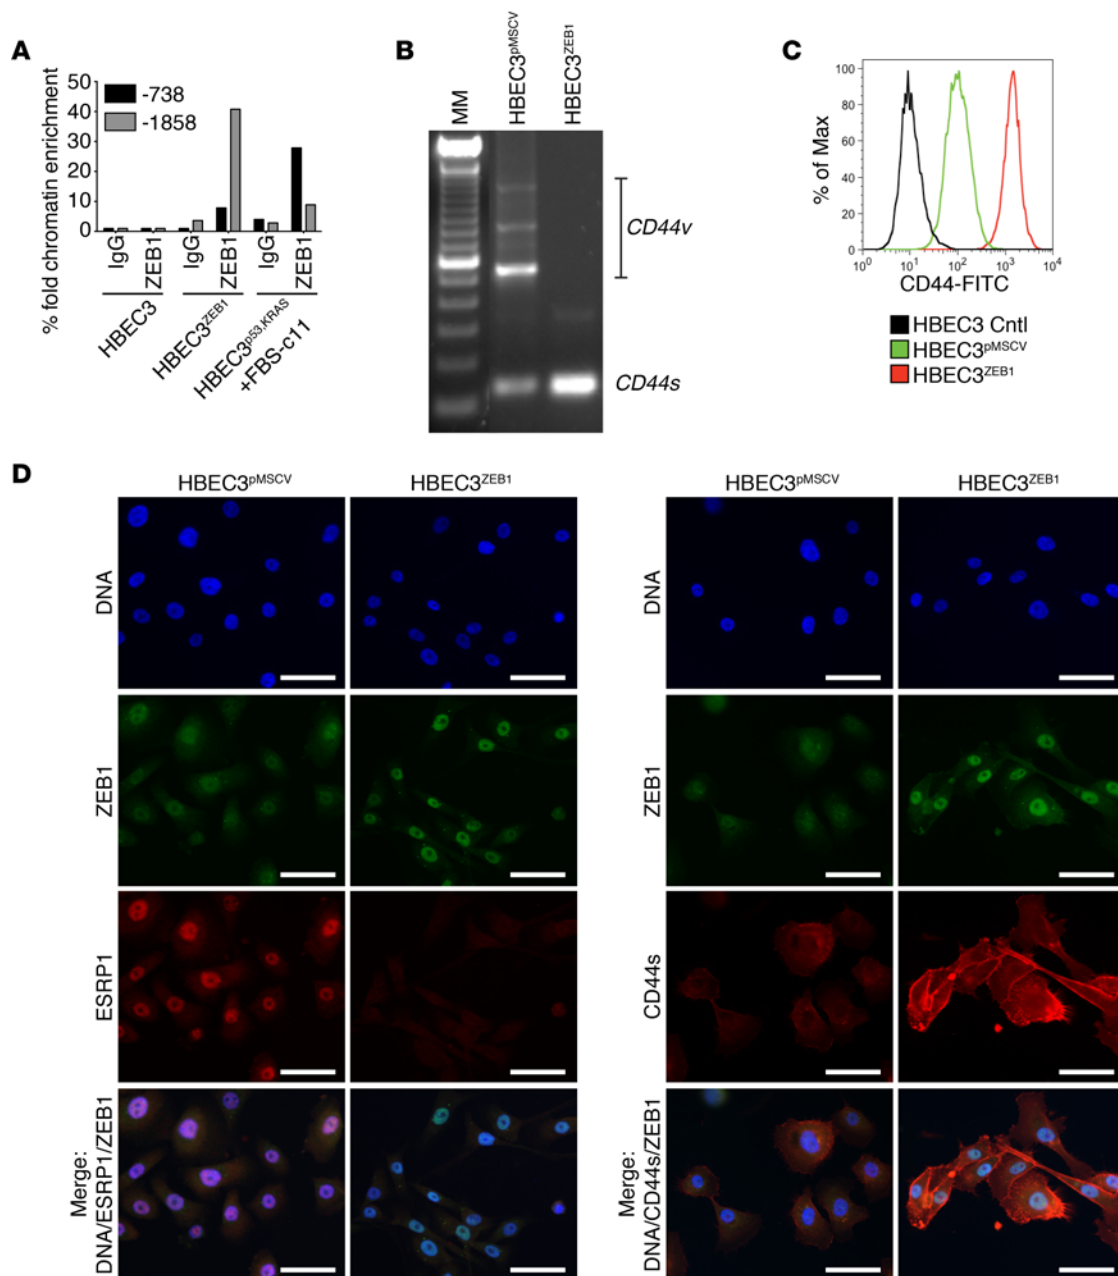 A
% fold chromatin enrichment
50
40
30
20
10
0
-738
-1858
IgG
ZEB1
IgG
ZEB1
IgG
ZEB1
HBEC3
HBEC3ZEB1
HBEC3p53,KRAS
+FBS-c11
B
MM
HBEC3pMSCV
HBEC3ZEB1
CD44v
CD44s
C
% of Max
100
80
60
40
20
0
10⁰ 10¹ 10² 10³ 10⁴
CD44-FITC
HBEC3 Cntl
HBEC3pMSCV
HBEC3ZEB1
D
HBEC3pMSCV
HBEC3ZEB1
DNA
ZEB1
ESRP1
Merge:
DNA/ESRP1/ZEB1
HBEC3pMSCV
HBEC3ZEB1
DNA
ZEB1
CD44s
Merge:
DNA/CD44s/ZEB1